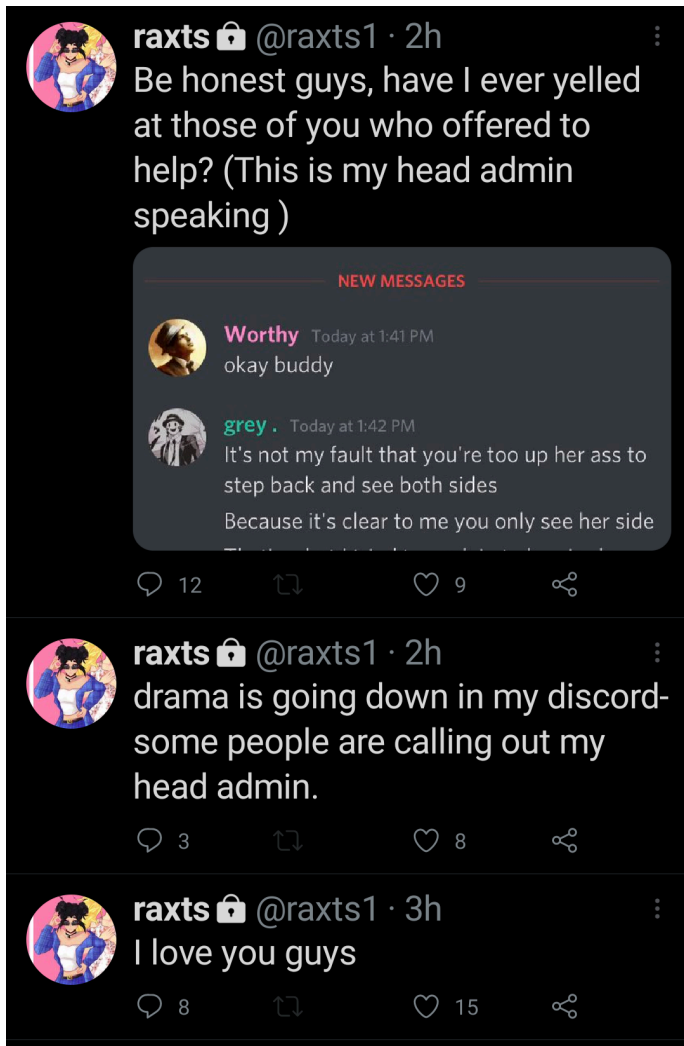 raxts @raxts1 · 2h
Be honest guys, have I ever yelled
at those of you who offered to
help? (This is my head admin
speaking )
NEW MESSAGES
Worthy Today at 1:41 PM
okay buddy
grey . Today at 1:42 PM
It's not my fault that you're too up her ass to
step back and see both sides
Because it's clear to me you only see her side
12 9
raxts @raxts1 · 2h
drama is going down in my discord-
some people are calling out my
head admin.
3 8
raxts @raxts1 · 3h
I love you guys
8 15